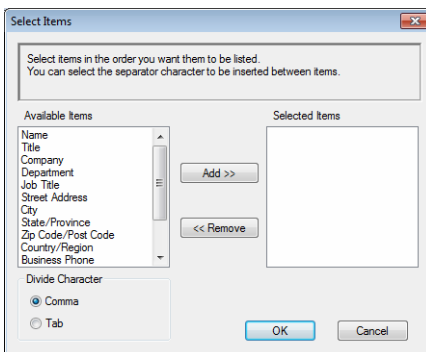 Select Items
Select items in the order you want them to be listed.
You can select the separator character to be inserted between items.
Available Items
Selected Items
Name
Title
Company
Department
Job Title
Street Address
City
State/Province
Zip Code/Post Code
Country/Region
Business Phone
Add >>
<< Remove
Divide Character
Comma
Tab
OK
Cancel